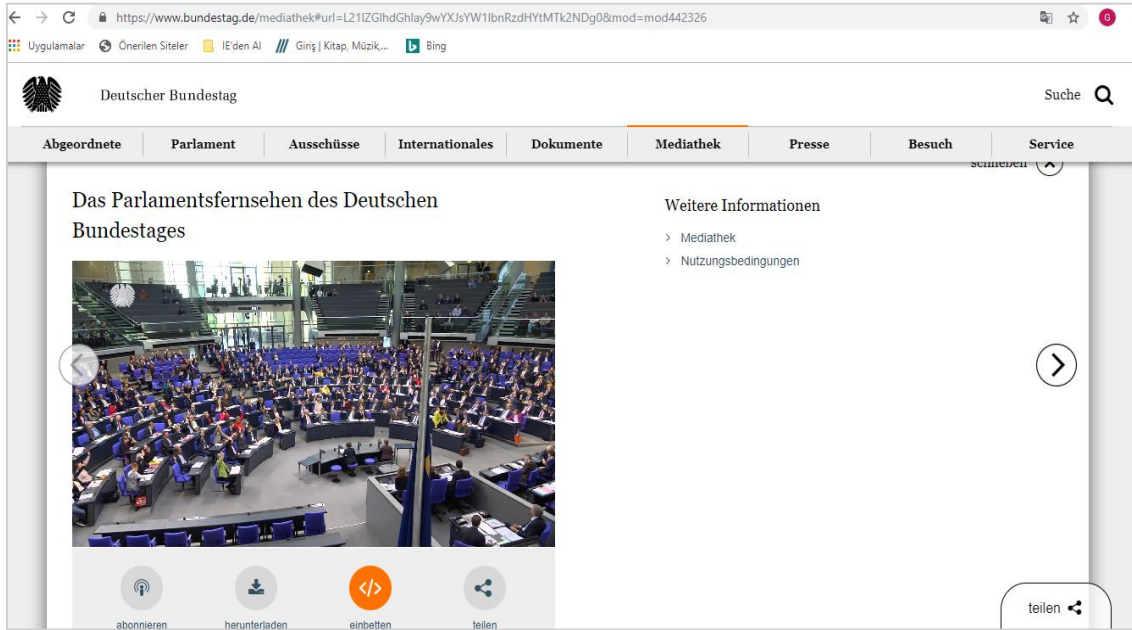 https://www.bundestag.de/mediathek#url=L21lZGlhdGhlay9wYXJsYW1lbnRzdHYtMTk2NDg0&mod=mod442326
Uygulamalar Önerilen Siteler IE'den Al Giriş | Kitap, Müzik,... Bing
Deutscher Bundestag Suche
Abgeordnete Parlament Ausschüsse Internationales Dokumente Mediathek Presse Besuch Service
schließen
Das Parlamentsfernsehen des Deutschen
Bundestages
Weitere Informationen
> Mediathek
> Nutzungsbedingungen
abonnieren herunterladen einbetten teilen
teilen